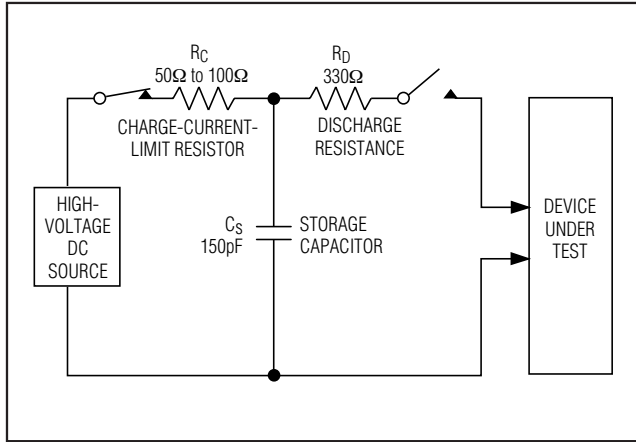 R_C
50Ω to 100Ω
CHARGE-CURRENT-
LIMIT RESISTOR
R_D
330Ω
DISCHARGE
RESISTANCE
HIGH-
VOLTAGE
DC
SOURCE
C_S
150pF
STORAGE
CAPACITOR
DEVICE
UNDER
TEST